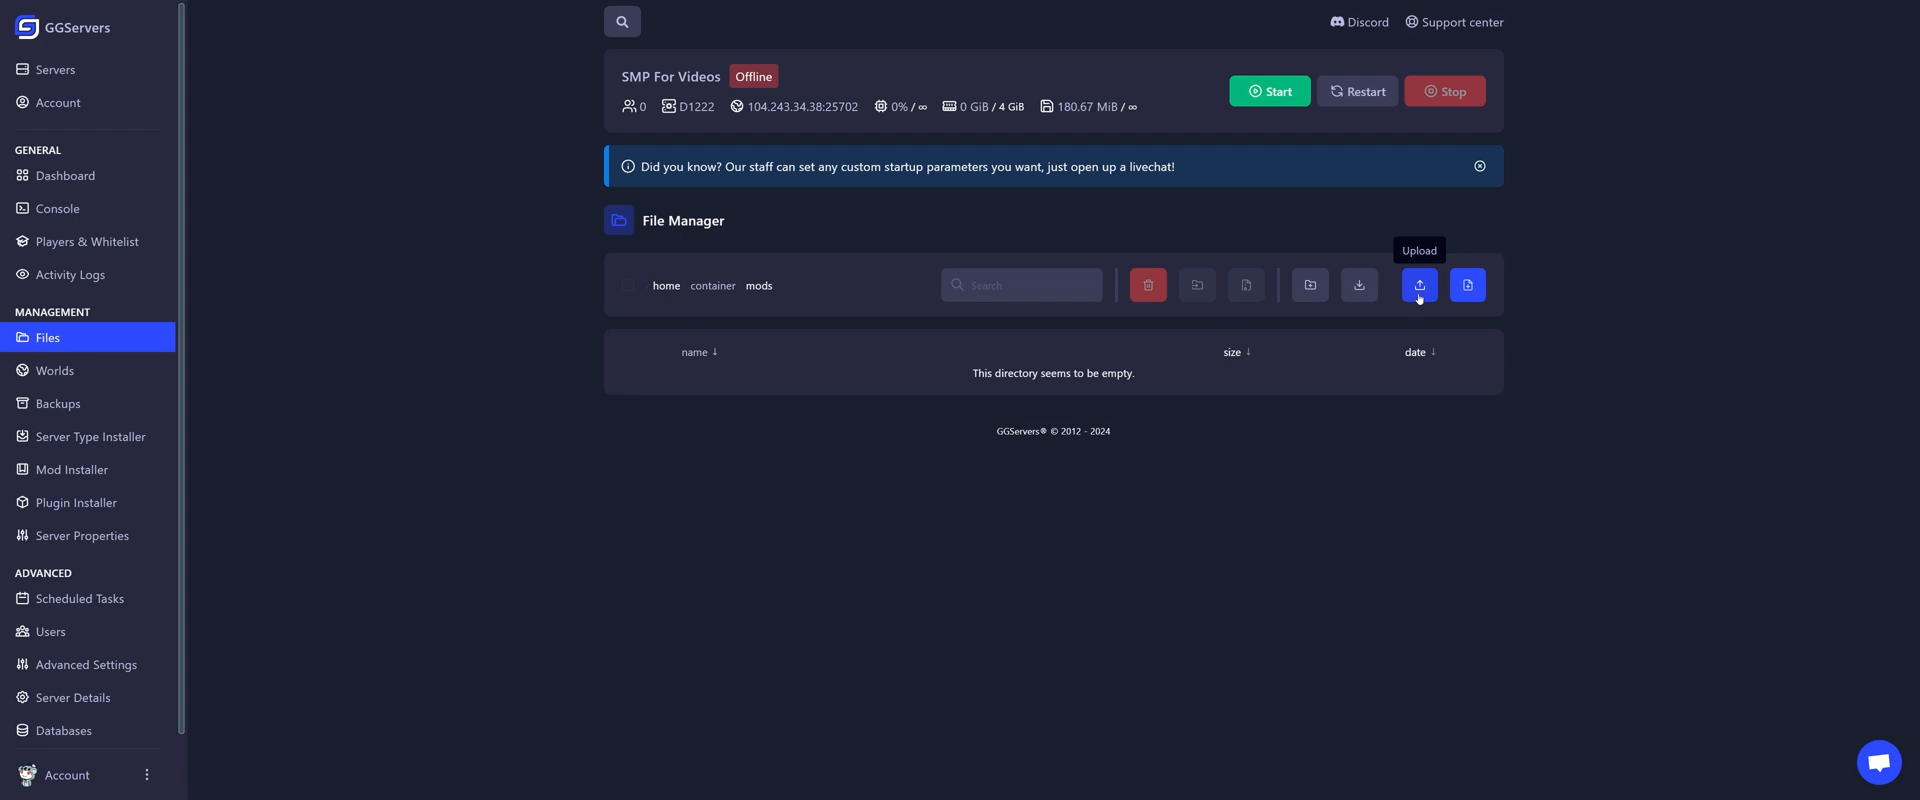 GGServers
Servers
Account
GENERAL
Dashboard
Console
Players & Whitelist
Activity Logs
MANAGEMENT
Files
Worlds
Backups
Server Type Installer
Mod Installer
Plugin Installer
Server Properties
ADVANCED
Scheduled Tasks
Users
Advanced Settings
Server Details
Databases
Account
Discord Support center
SMP For Videos Offline
0 D1222 104.243.34.38:25702 0% / ∞ 0 GiB / 4 GiB 180.67 MiB / ∞
Start Restart Stop
Did you know? Our staff can set any custom startup parameters you want, just open up a livechat!
File Manager
Upload
home container mods Search
name ↓ size ↓ date ↓
This directory seems to be empty.
GGServers® © 2012 - 2024